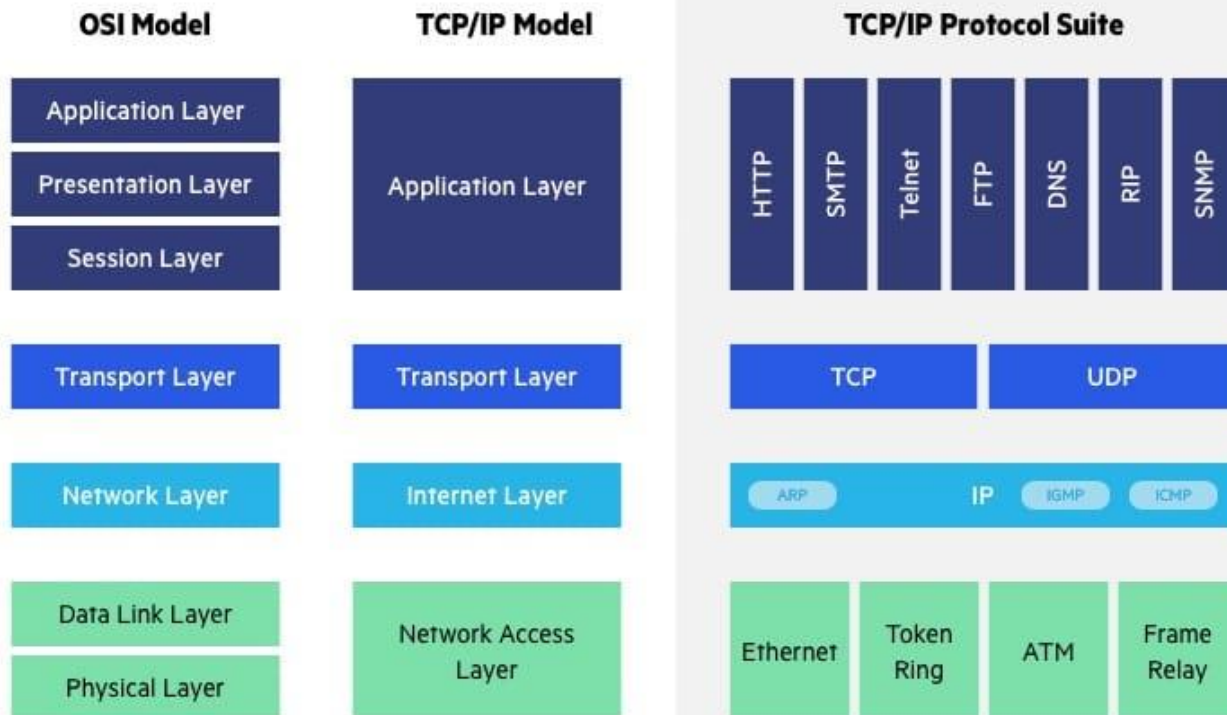 OSI Model
TCP/IP Model
TCP/IP Protocol Suite
Application Layer
Presentation Layer
Session Layer
Application Layer
HTTP
SMTP
Telnet
FTP
DNS
RIP
SNMP
Transport Layer
Transport Layer
TCP
UDP
Network Layer
Internet Layer
ARP
IP
IGMP
ICMP
Data Link Layer
Physical Layer
Network Access
Layer
Ethernet
Token
Ring
ATM
Frame
Relay